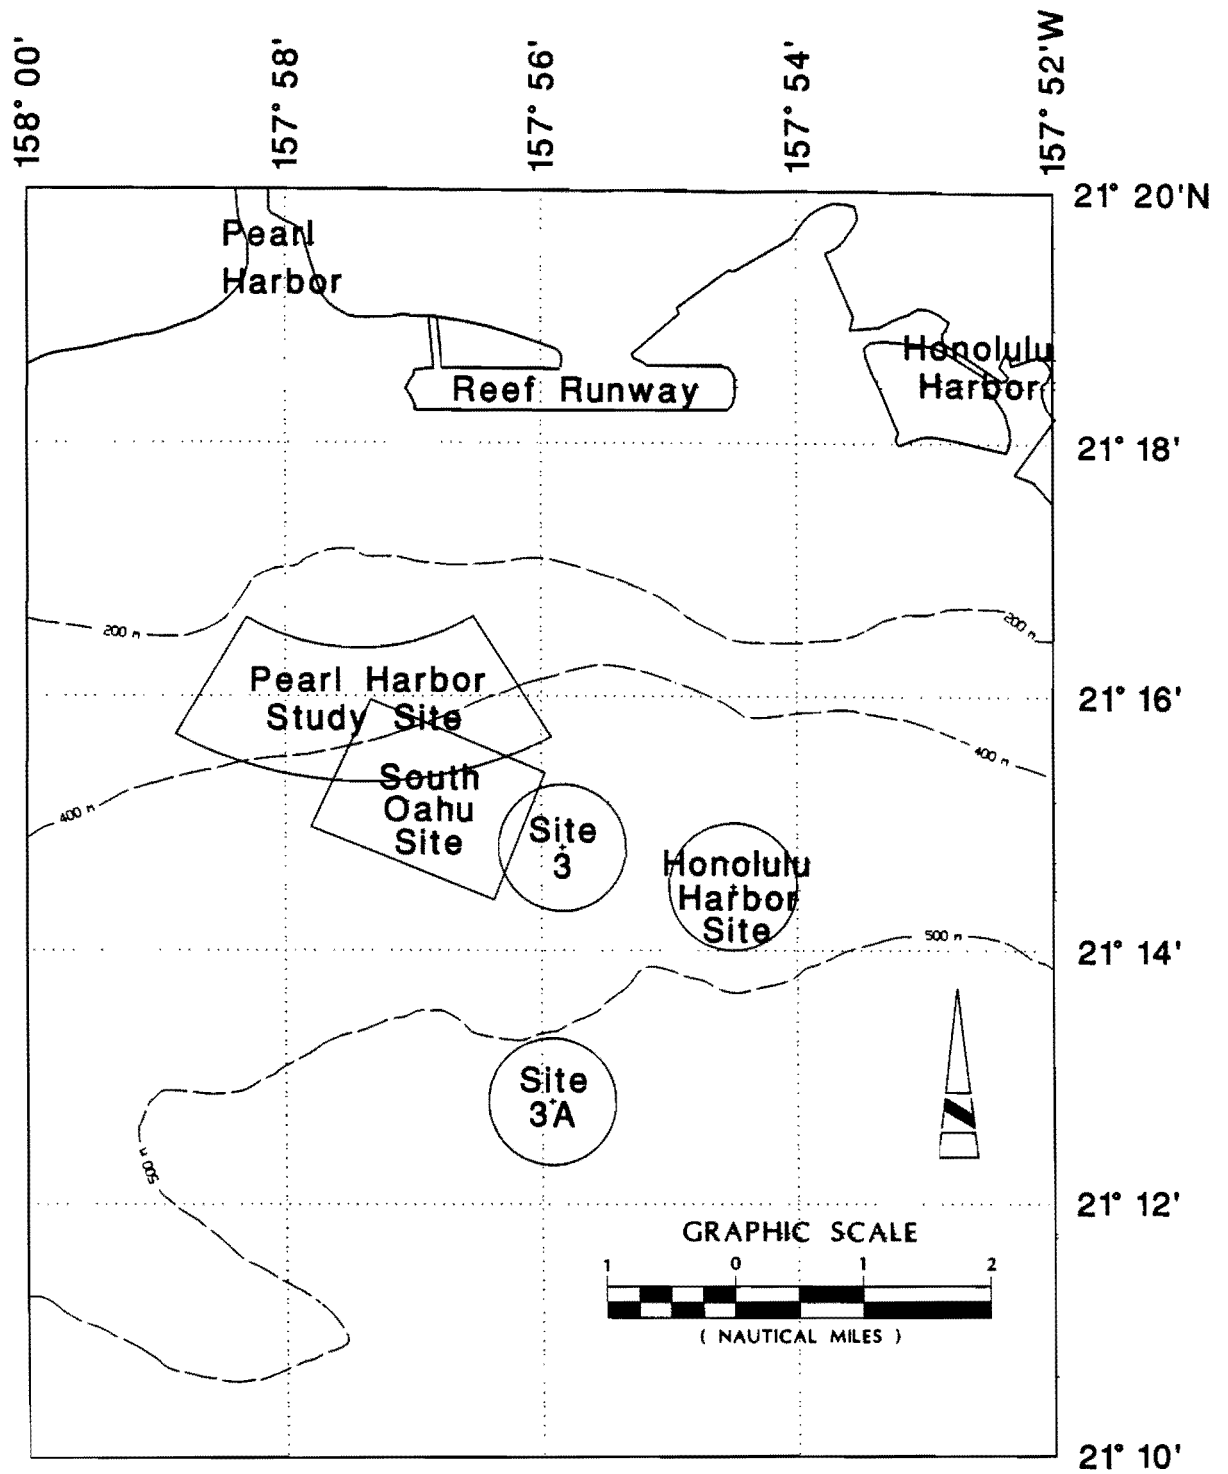 158° 00'
157° 58'
157° 56'
157° 54'
157° 52'W
21° 20'N
Pearl
Harbor
Honolulu
Harbor
Reef Runway
21° 18'
200 m
200 m
Pearl Harbor
Study Site
21° 16'
400 m
400 m
South
Oahu
Site
Site
3
Honolulu
Harbor
Site
500 m
21° 14'
Site
3A
500 m
21° 12'
GRAPHIC SCALE
1 0 1 2
( NAUTICAL MILES )
21° 10'